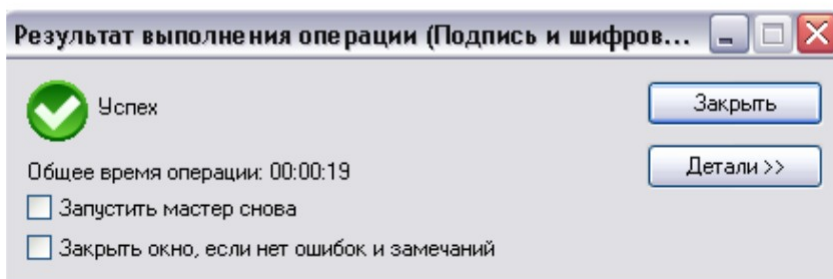 Результат выполнения операции (Подпись и шифров...
Успех
Закрыть
Общее время операции: 00:00:19
Детали >>
Запустить мастер снова
Закрыть окно, если нет ошибок и замечаний